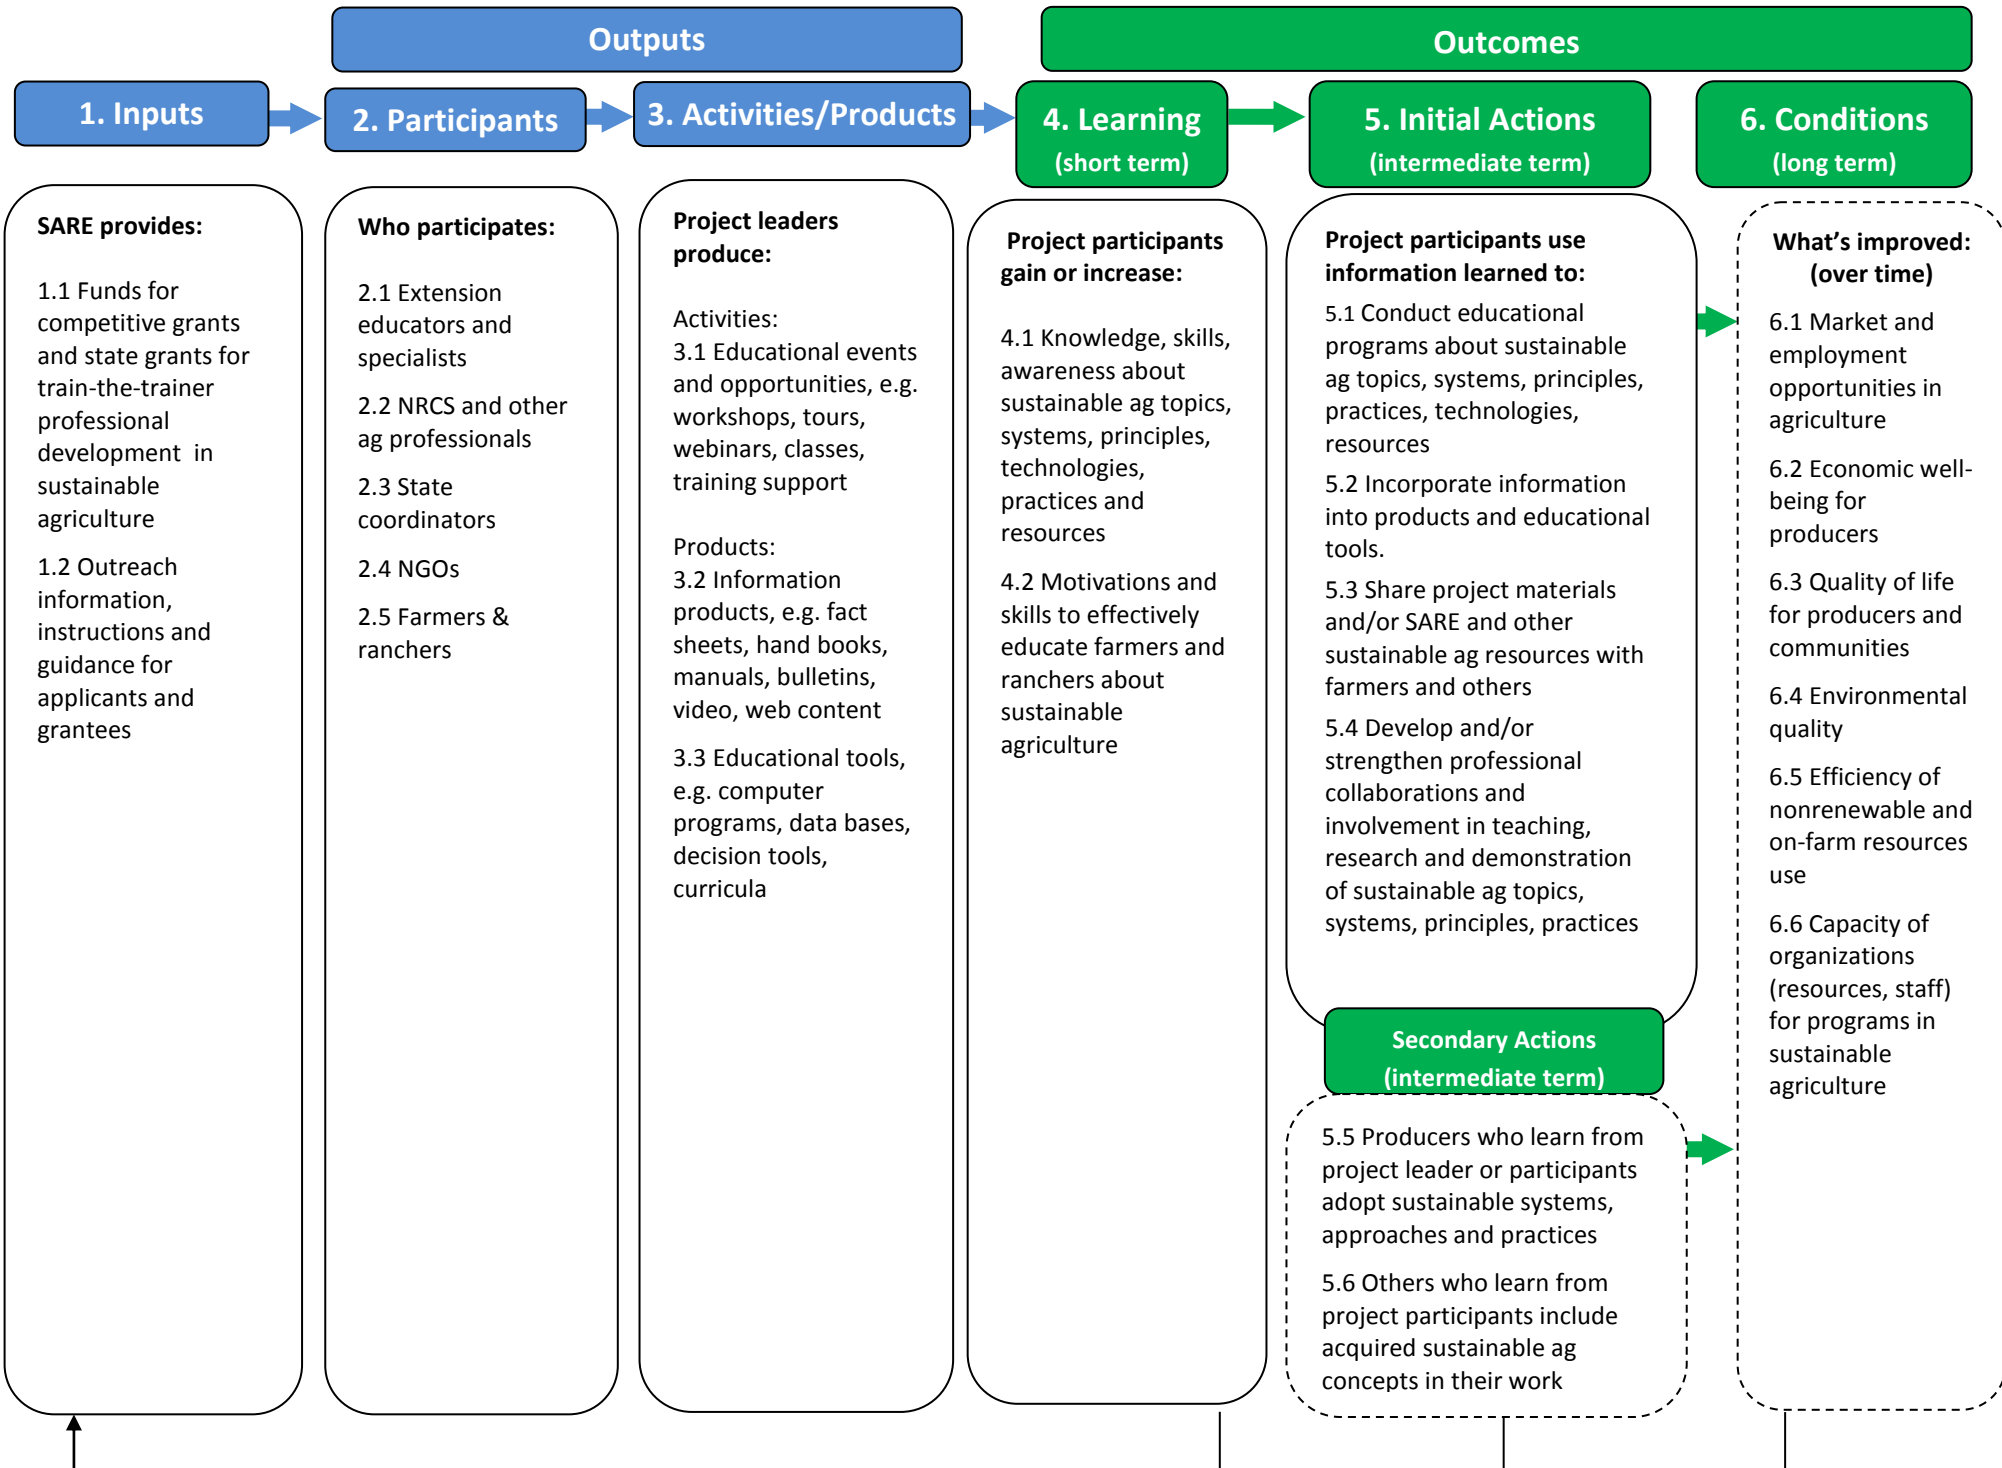 Outputs
Outcomes
1. Inputs
2. Participants
3. Activities/Products
4. Learning
(short term)
5. Initial Actions
(intermediate term)
6. Conditions
(long term)
SARE provides:
1.1 Funds for
competitive grants
and state grants for
train-the-trainer
professional
development in
sustainable
agriculture
1.2 Outreach
information,
instructions and
guidance for
applicants and
grantees
Who participates:
2.1 Extension
educators and
specialists
2.2 NRCS and other
ag professionals
2.3 State
coordinators
2.4 NGOs
2.5 Farmers &
ranchers
Project leaders
produce:
Activities:
3.1 Educational events
and opportunities, e.g.
workshops, tours,
webinars, classes,
training support
Products:
3.2 Information
products, e.g. fact
sheets, hand books,
manuals, bulletins,
video, web content
3.3 Educational tools,
e.g. computer
programs, data bases,
decision tools,
curricula
Project participants
gain or increase:
4.1 Knowledge, skills,
awareness about
sustainable ag topics,
systems, principles,
technologies,
practices and
resources
4.2 Motivations and
skills to effectively
educate farmers and
ranchers about
sustainable
agriculture
Project participants use
information learned to:
5.1 Conduct educational
programs about sustainable
ag topics, systems, principles,
practices, technologies,
resources
5.2 Incorporate information
into products and educational
tools.
5.3 Share project materials
and/or SARE and other
sustainable ag resources with
farmers and others
5.4 Develop and/or
strengthen professional
collaborations and
involvement in teaching,
research and demonstration
of sustainable ag topics,
systems, principles, practices
Secondary Actions
(intermediate term)
5.5 Producers who learn from
project leader or participants
adopt sustainable systems,
approaches and practices
5.6 Others who learn from
project participants include
acquired sustainable ag
concepts in their work
What's improved:
(over time)
6.1 Market and
employment
opportunities in
agriculture
6.2 Economic well-
being for
producers
6.3 Quality of life
for producers and
communities
6.4 Environmental
quality
6.5 Efficiency of
nonrenewable and
on-farm resources
use
6.6 Capacity of
organizations
(resources, staff)
for programs in
sustainable
agriculture